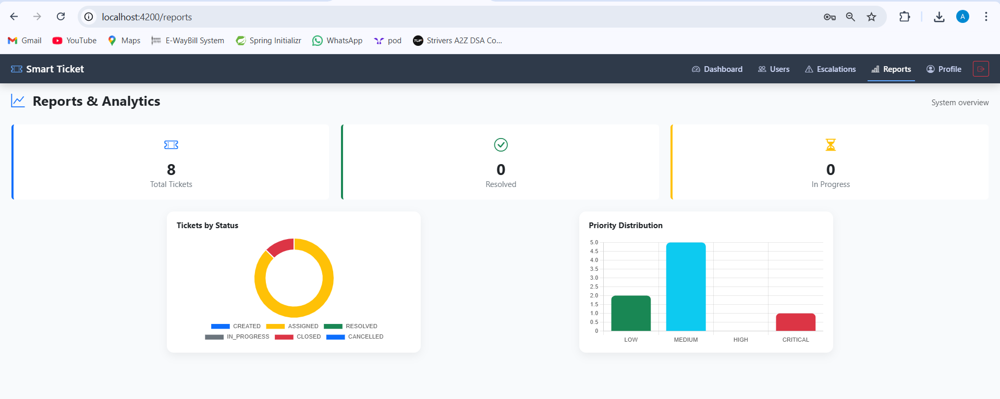 localhost:4200/reports
A
Gmail YouTube Maps E-WayBill System Spring Initializr WhatsApp pod TUF Strivers A2Z DSA Co...
Smart Ticket Dashboard Users Escalations Reports Profile
Reports & Analytics System overview
8 0 0
Total Tickets Resolved In Progress
Tickets by Status
CREATED ASSIGNED RESOLVED
IN_PROGRESS CLOSED CANCELLED
Priority Distribution
5.0
4.5
4.0
3.5
3.0
2.5
2.0
1.5
1.0
0.5
0
LOW MEDIUM HIGH CRITICAL